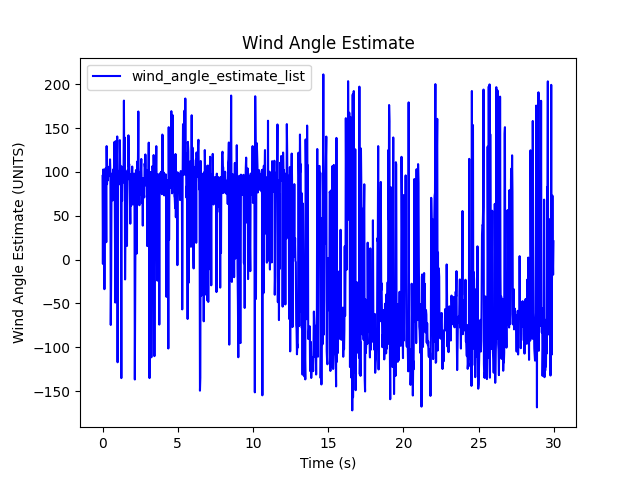 Wind Angle Estimate
wind_angle_estimate_list
Wind Angle Estimate (UNITS)
200
150
100
50
0
−50
−100
−150
0 5 10 15 20 25 30
Time (s)